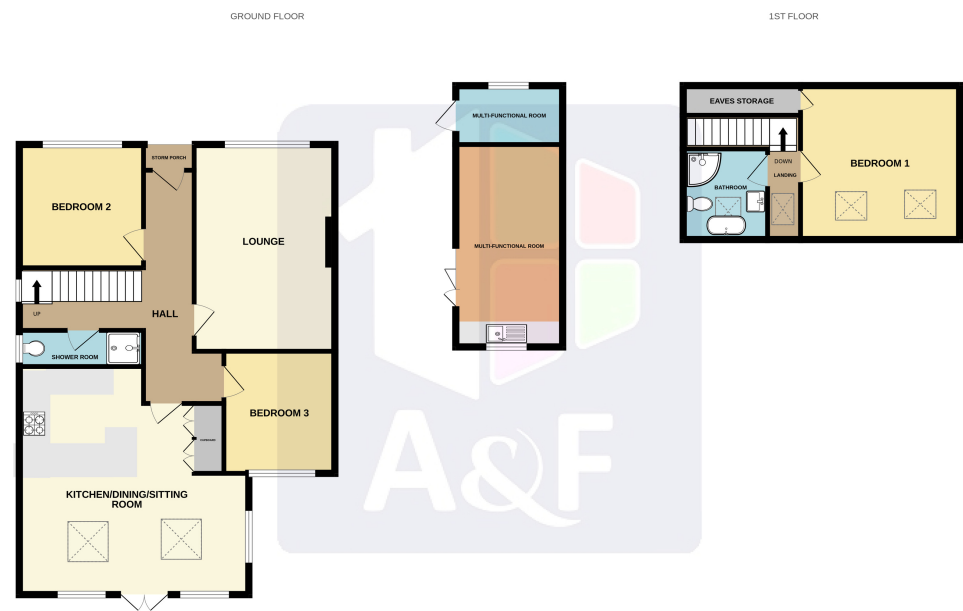 GROUND FLOOR
1ST FLOOR
STORM PORCH
BEDROOM 2
LOUNGE
UP
HALL
SHOWER ROOM
BEDROOM 3
CUPBOARD
KITCHEN/DINING/SITTING
ROOM
MULTI-FUNCTIONAL ROOM
MULTI-FUNCTIONAL ROOM
EAVES STORAGE
BEDROOM 1
DOWN
LANDING
BATHROOM
A&F